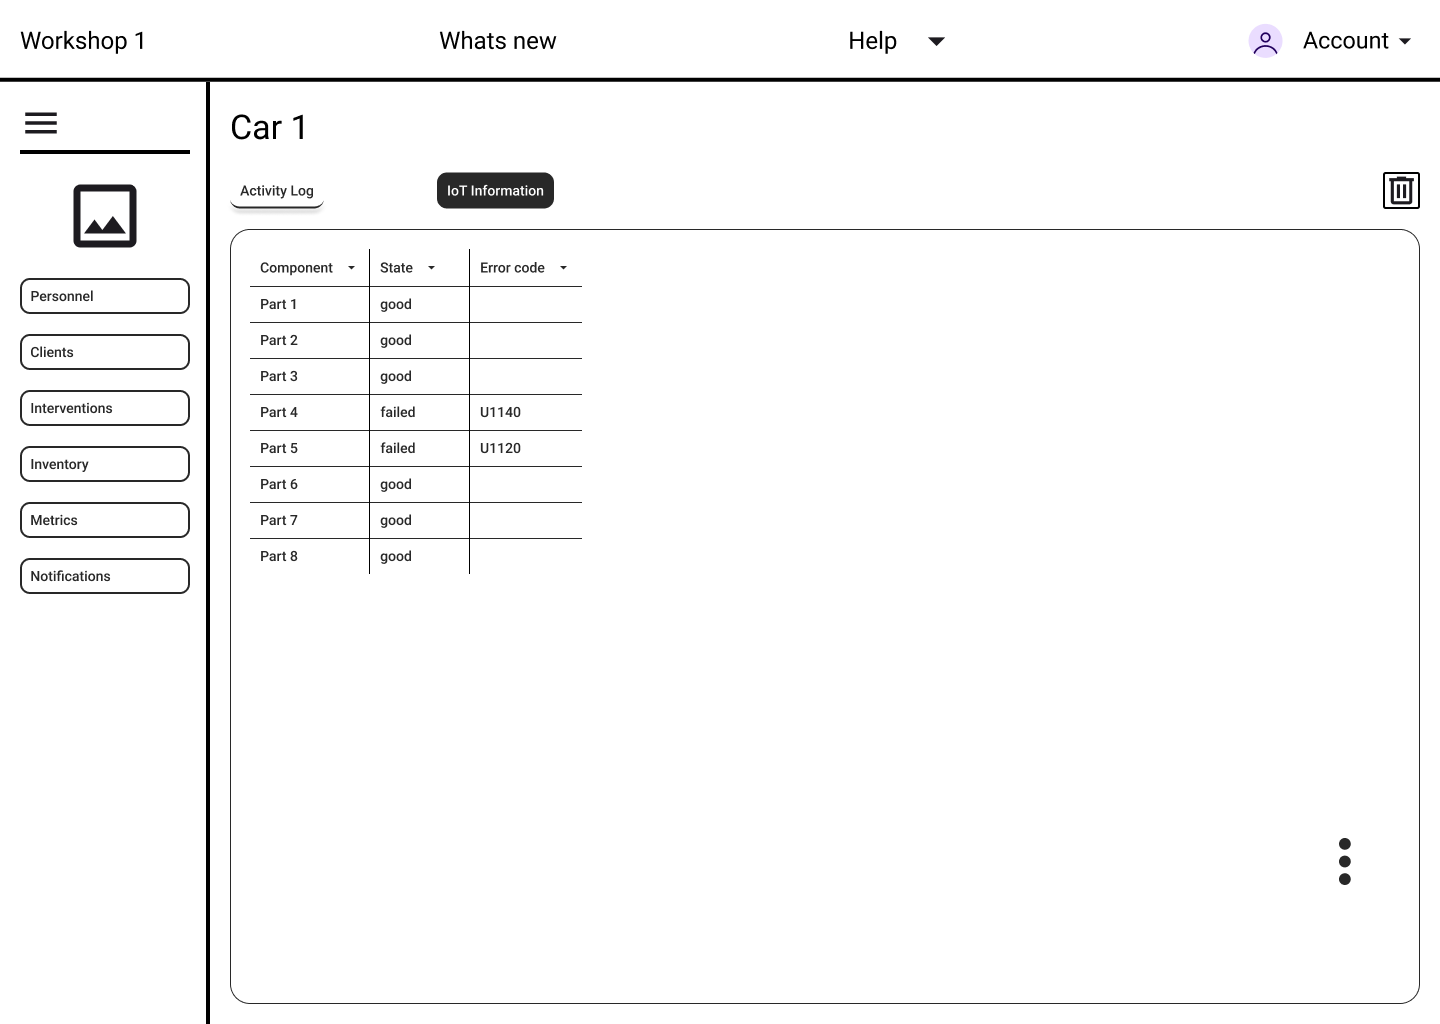 Workshop 1 Whats new Help Account
Car 1
Activity Log IoT Information
Personnel
Clients
Interventions
Inventory
Metrics
Notifications
Component State Error code
Part 1 good
Part 2 good
Part 3 good
Part 4 failed U1140
Part 5 failed U1120
Part 6 good
Part 7 good
Part 8 good